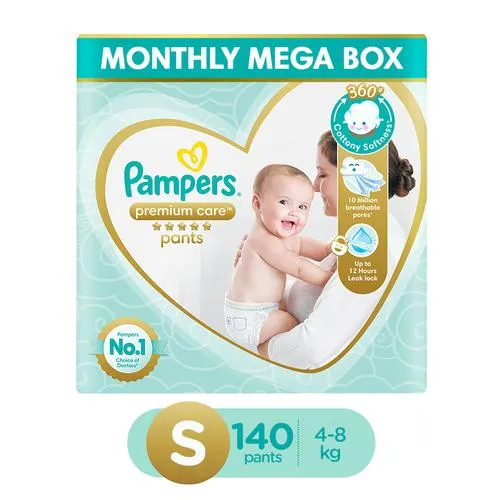 MONTHLY MEGA BOX
360°
Cottony Softness*
Pampers®
premium care™
pants
10 Million
breathable
pores*
Up to
12 Hours
Leak lock
Pampers
No.1
Choice of
Doctors*
S
140
pants
4-8
kg